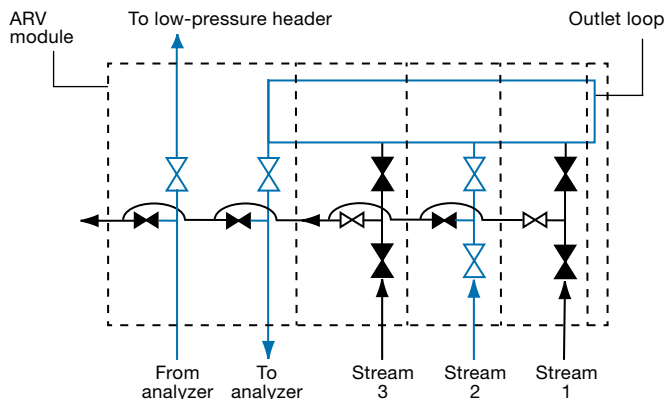 ARV
module
To low-pressure header
Outlet loop
From
analyzer
To
analyzer
Stream
3
Stream
2
Stream
1